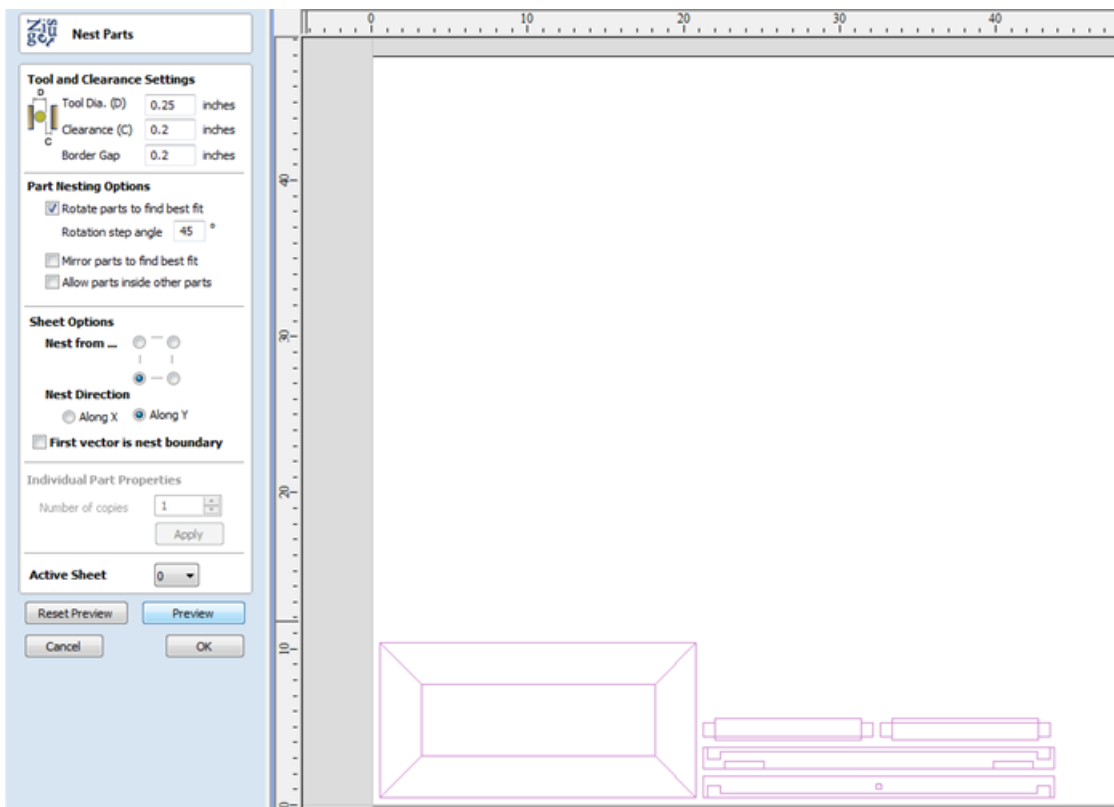 Nest Parts
Tool and Clearance Settings
D
Tool Dia. (D) 0.25 inches
Clearance (C) 0.2 inches
C
Border Gap 0.2 inches
Part Nesting Options
Rotate parts to find best fit
Rotation step angle 45 °
Mirror parts to find best fit
Allow parts inside other parts
Sheet Options
Nest from ...
Nest Direction
Along X Along Y
First vector is nest boundary
Individual Part Properties
Number of copies 1
Apply
Active Sheet 0
Reset Preview Preview
Cancel OK
0 10 20 30 40
40
30
20
10
0